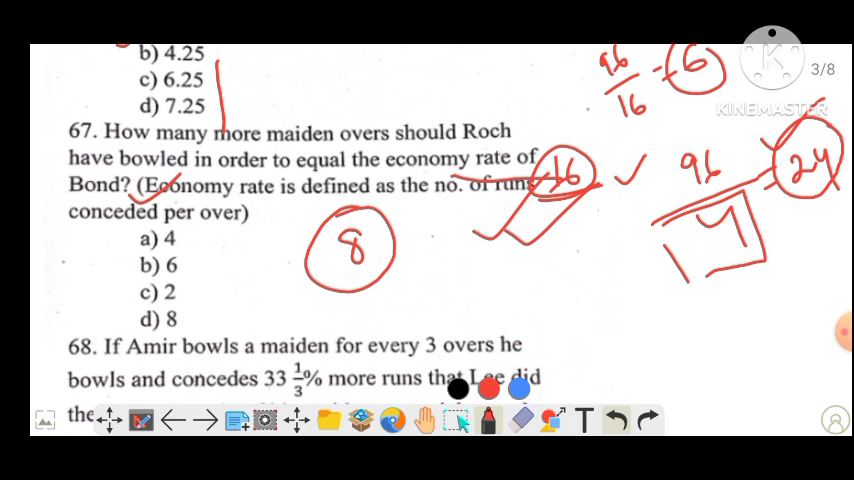 b) 4.25
c) 6.25
d) 7.25
67. How many more maiden overs should Roch
have bowled in order to equal the economy rate of
Bond? (Economy rate is defined as the no. of runs
conceded per over)
a) 4
b) 6
c) 2
d) 8
68. If Amir bowls a maiden for every 3 overs he
bowls and concedes 33 1/3% more runs that Lee did
the
96/16 = 6
16
96
24
4
8
3/8
KINEMASTER
T